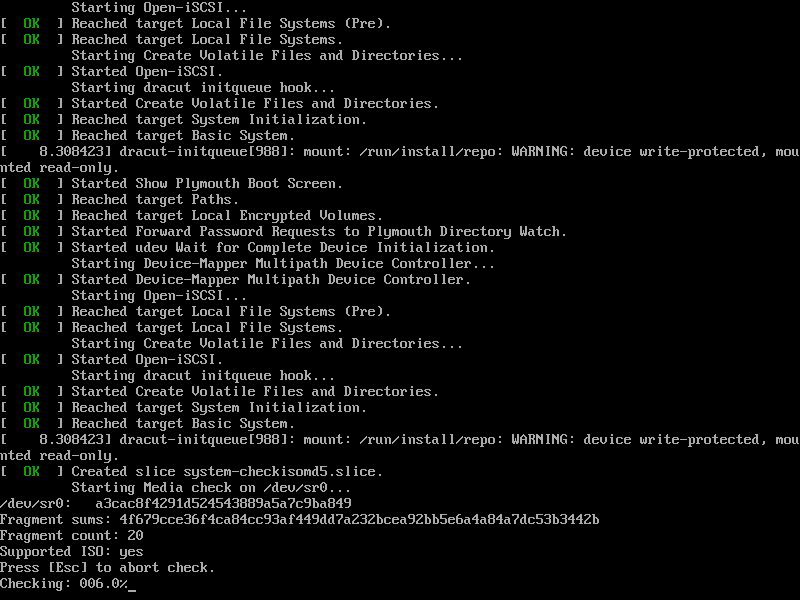 Starting Open-iSCSI...
[  OK  ] Reached target Local File Systems (Pre).
[  OK  ] Reached target Local File Systems.
Starting Create Volatile Files and Directories...
[  OK  ] Started Open-iSCSI.
Starting dracut initqueue hook...
[  OK  ] Started Create Volatile Files and Directories.
[  OK  ] Reached target System Initialization.
[  OK  ] Reached target Basic System.
[    8.308423] dracut-initqueue[988]: mount: /run/install/repo: WARNING: device write-protected, mou
nted read-only.
[  OK  ] Started Show Plymouth Boot Screen.
[  OK  ] Reached target Paths.
[  OK  ] Reached target Local Encrypted Volumes.
[  OK  ] Started Forward Password Requests to Plymouth Directory Watch.
[  OK  ] Started udev Wait for Complete Device Initialization.
Starting Device-Mapper Multipath Device Controller...
[  OK  ] Started Device-Mapper Multipath Device Controller.
Starting Open-iSCSI...
[  OK  ] Reached target Local File Systems (Pre).
[  OK  ] Reached target Local File Systems.
Starting Create Volatile Files and Directories...
[  OK  ] Started Open-iSCSI.
Starting dracut initqueue hook...
[  OK  ] Started Create Volatile Files and Directories.
[  OK  ] Reached target System Initialization.
[  OK  ] Reached target Basic System.
[    8.308423] dracut-initqueue[988]: mount: /run/install/repo: WARNING: device write-protected, mou
nted read-only.
[  OK  ] Created slice system-checkisomd5.slice.
Starting Media check on /dev/sr0...
/dev/sr0:   a3cac8f4291d524543889a5a7c9ba849
Fragment sums: 4f679cce36f4ca84cc93af449dd7a232bcea92bb5e6a4a84a7dc53b3442b
Fragment count: 20
Supported ISO: yes
Press [Esc] to abort check.
Checking: 006.0%_